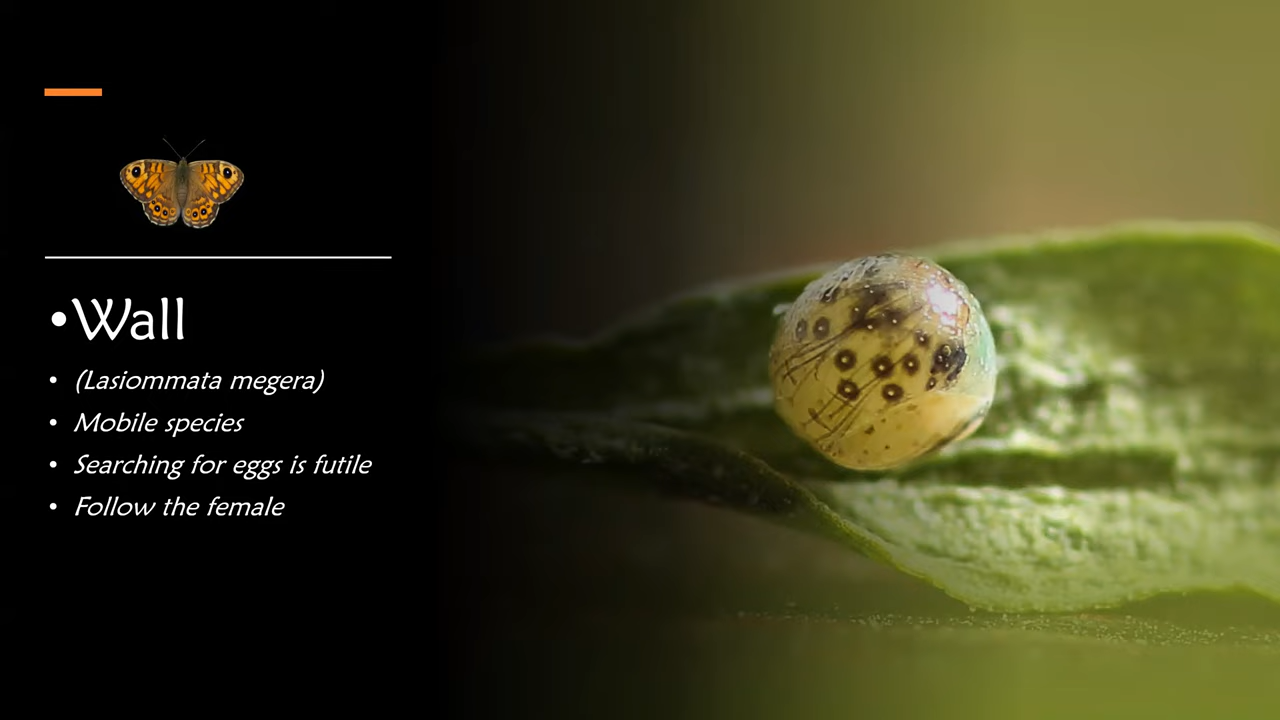 •Wall
• (Lasiommata megera)
• Mobile species
• Searching for eggs is futile
• Follow the female